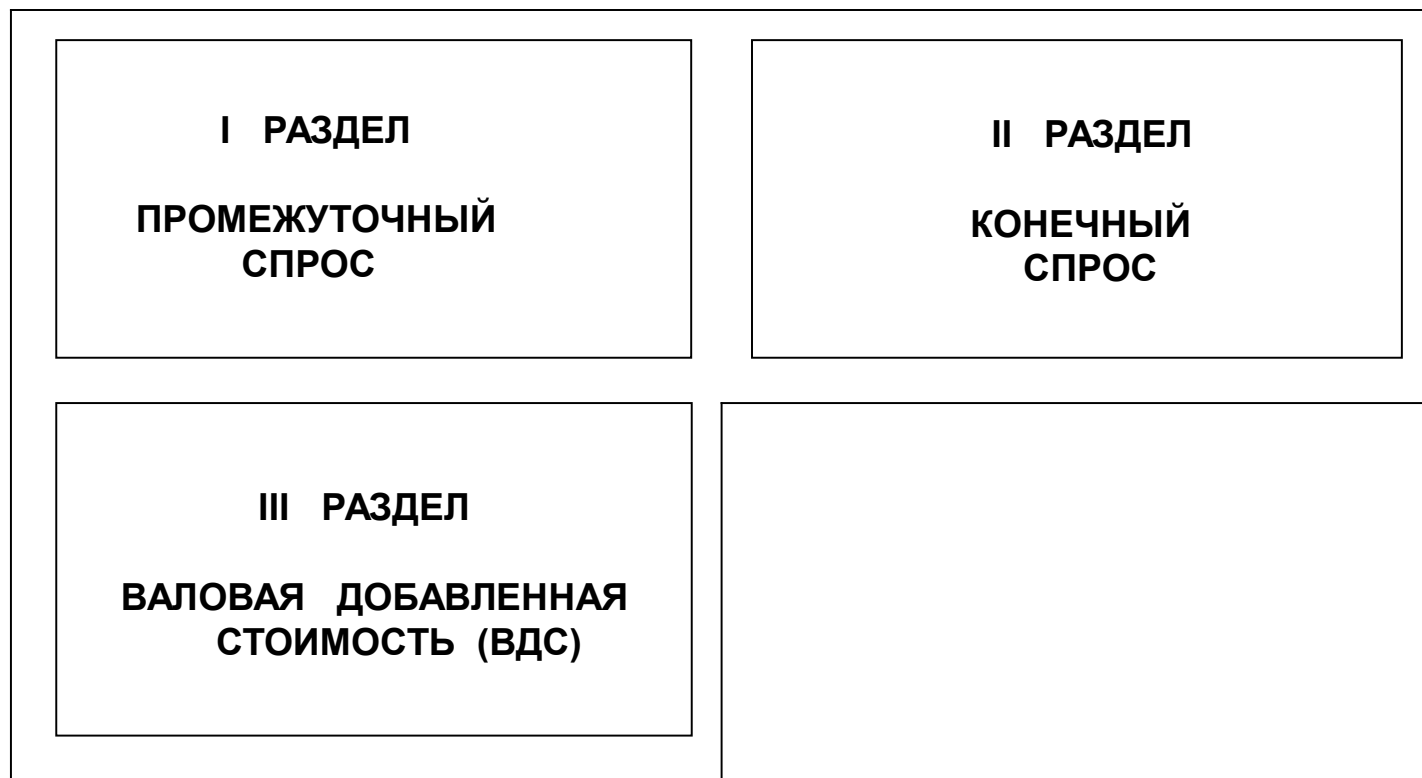 I РАЗДЕЛ
ПРОМЕЖУТОЧНЫЙ
СПРОС
II РАЗДЕЛ
КОНЕЧНЫЙ
СПРОС
III РАЗДЕЛ
ВАЛОВАЯ ДОБАВЛЕННАЯ
СТОИМОСТЬ (ВДС)